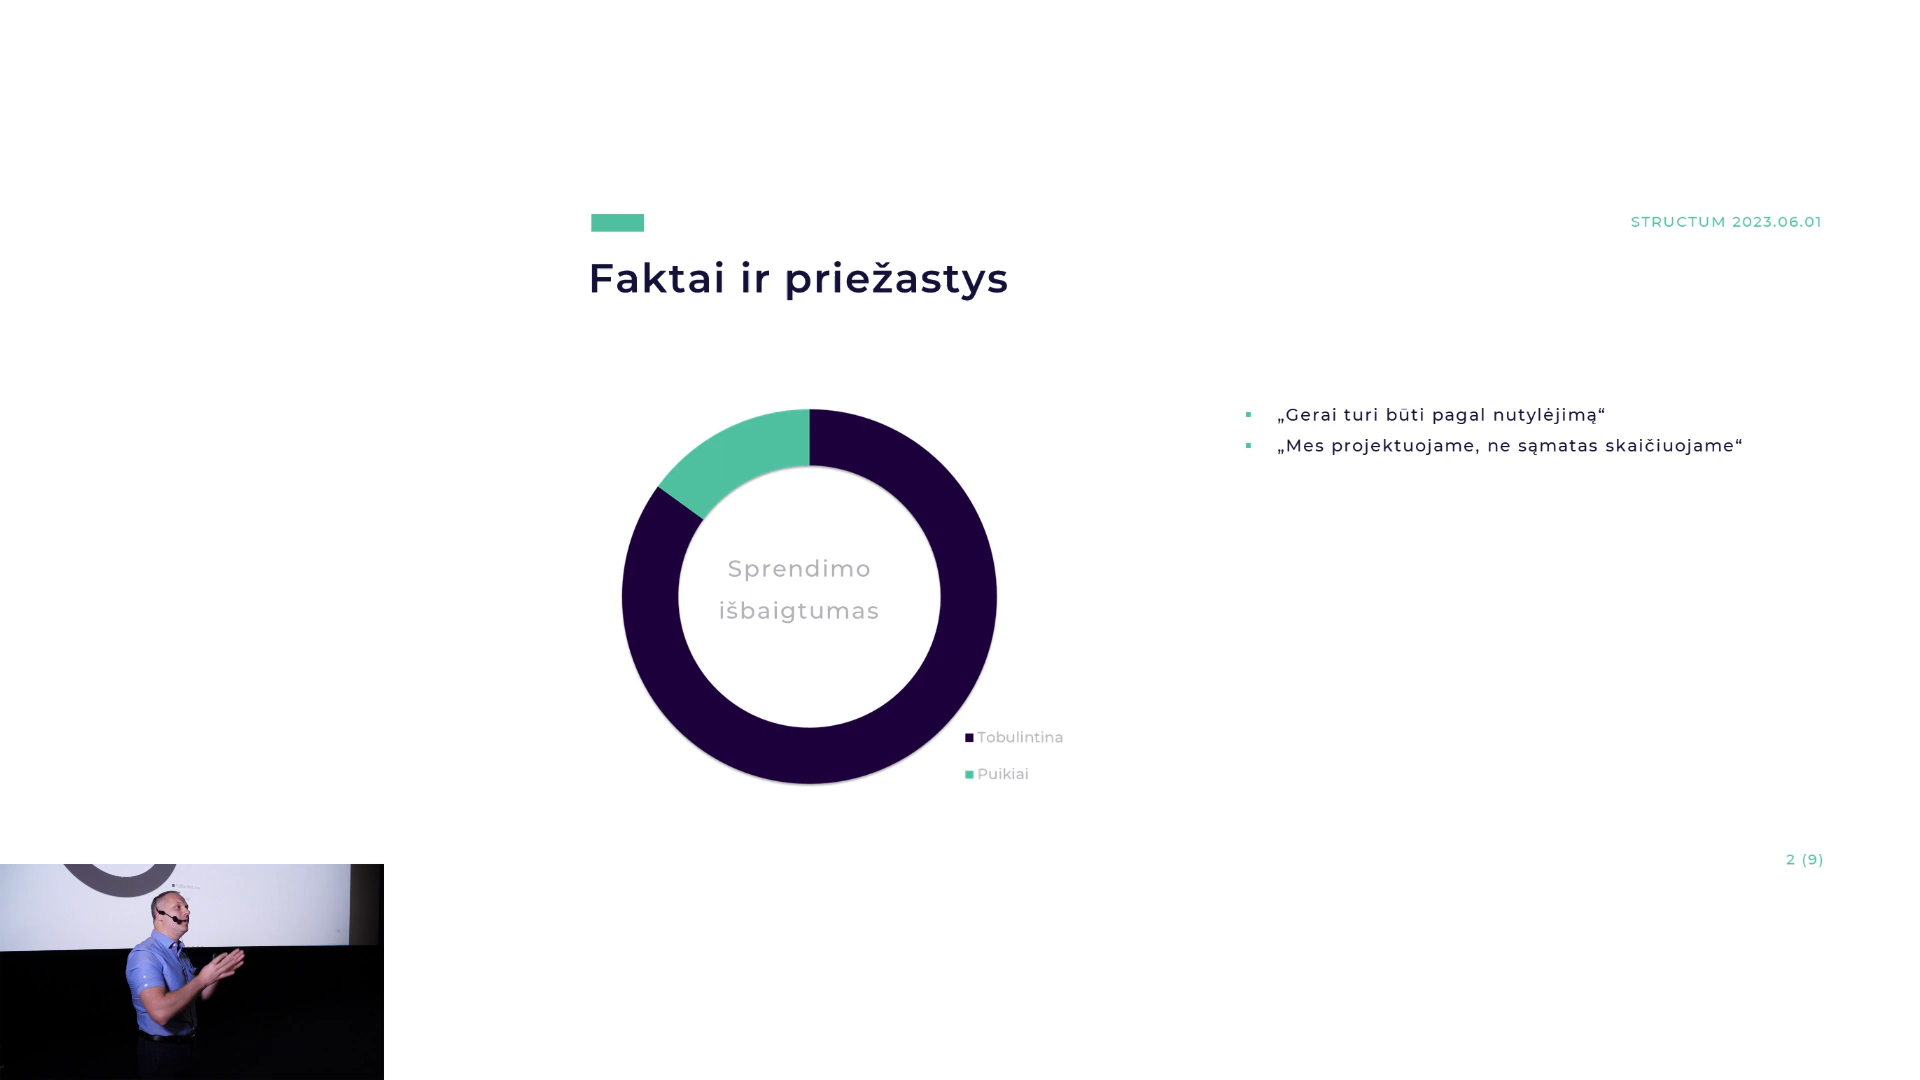 STRUCTUM 2023.06.01
Faktai ir priežastys
„Gerai turi būti pagal nutylėjimą“
„Mes projektuojame, ne sąmatas skaičiuojame“
Sprendimo
išbaigtumas
Tobulintina
Puikiai
2 (9)